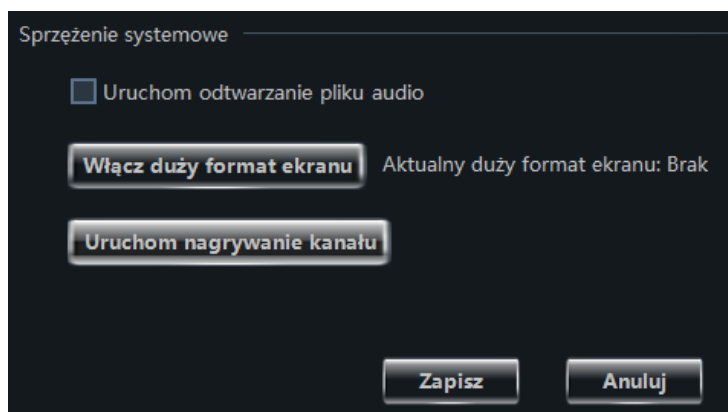 Sprzężenie systemowe
Uruchom odtwarzanie pliku audio
Włącz duży format ekranu Aktualny duży format ekranu: Brak
Uruchom nagrywanie kanału
Zapisz Anuluj